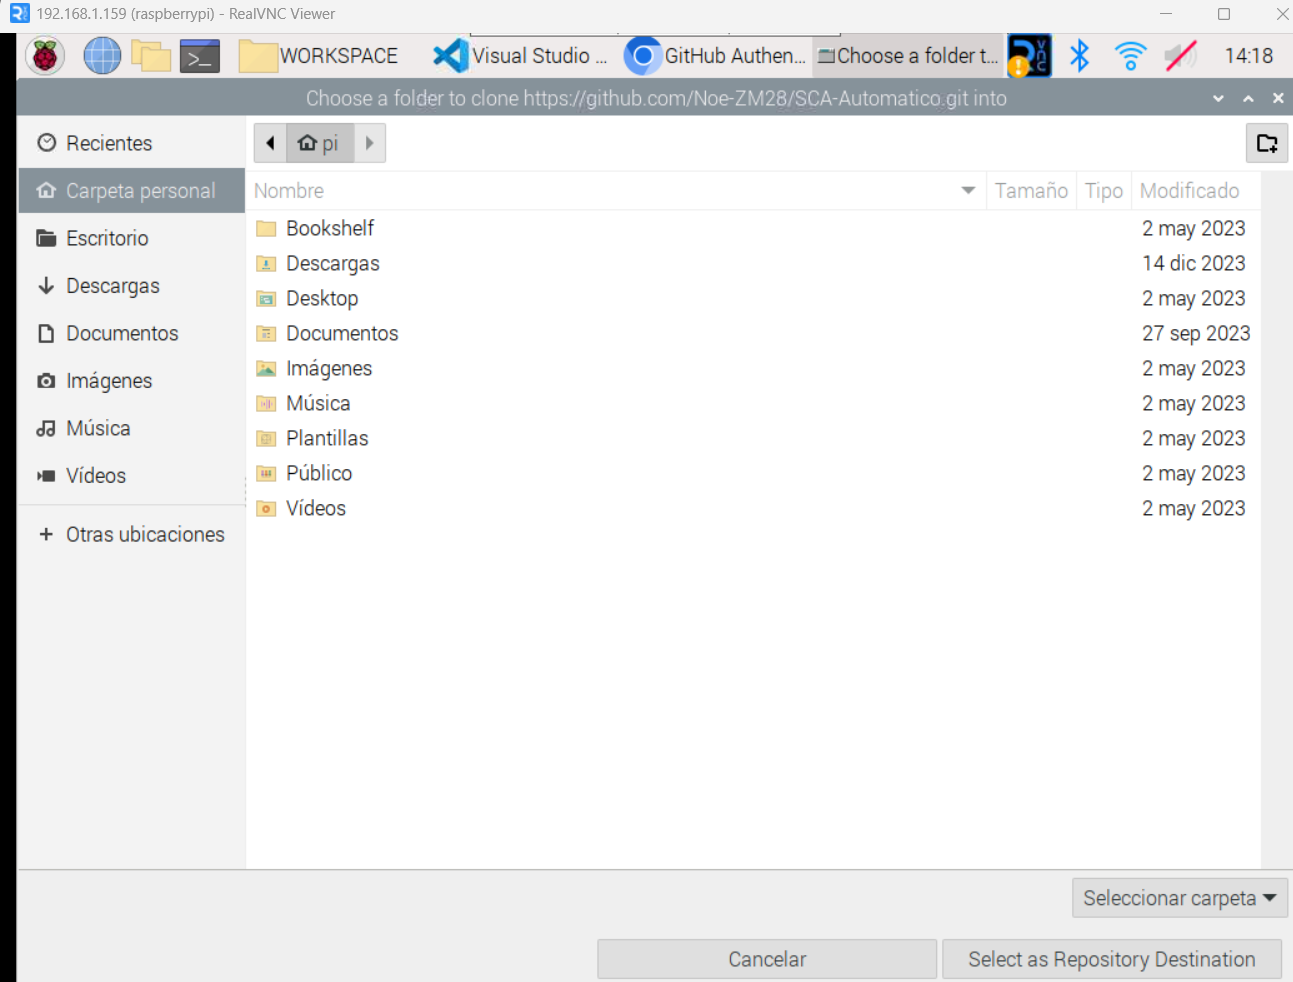 192.168.1.159 (raspberrypi) - RealVNC Viewer
WORKSPACE
Visual Studio ...
GitHub Authen...
Choose a folder t...
14:18
Choose a folder to clone https://github.com/Noe-ZM28/SCA-Automatico.git into
Recientes
Carpeta personal
Escritorio
Descargas
Documentos
Imágenes
Música
Vídeos
+ Otras ubicaciones
pi
Nombre Tamaño Tipo Modificado
Bookshelf 2 may 2023
Descargas 14 dic 2023
Desktop 2 may 2023
Documentos 27 sep 2023
Imágenes 2 may 2023
Música 2 may 2023
Plantillas 2 may 2023
Público 2 may 2023
Vídeos 2 may 2023
Seleccionar carpeta
Cancelar
Select as Repository Destination